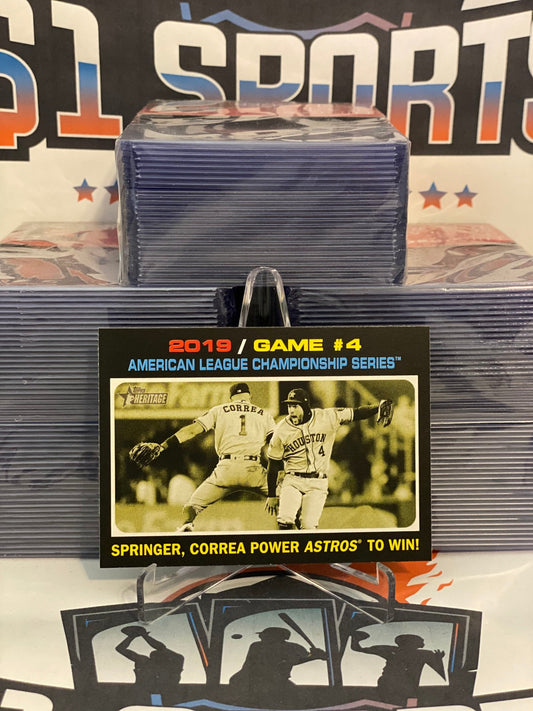 $1 SPORTS
2019 / GAME #4
AMERICAN LEAGUE CHAMPIONSHIP SERIES™
Topps
HERITAGE
CORREA
1
HOUSTON
4
SPRINGER, CORREA POWER ASTROS® TO WIN!